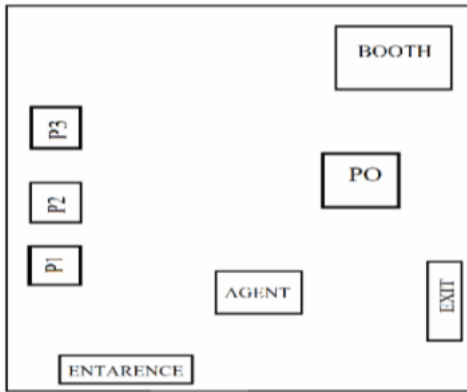 BOOTH
P3
PO
P2
P1
AGENT
EXIT
ENTARENCE